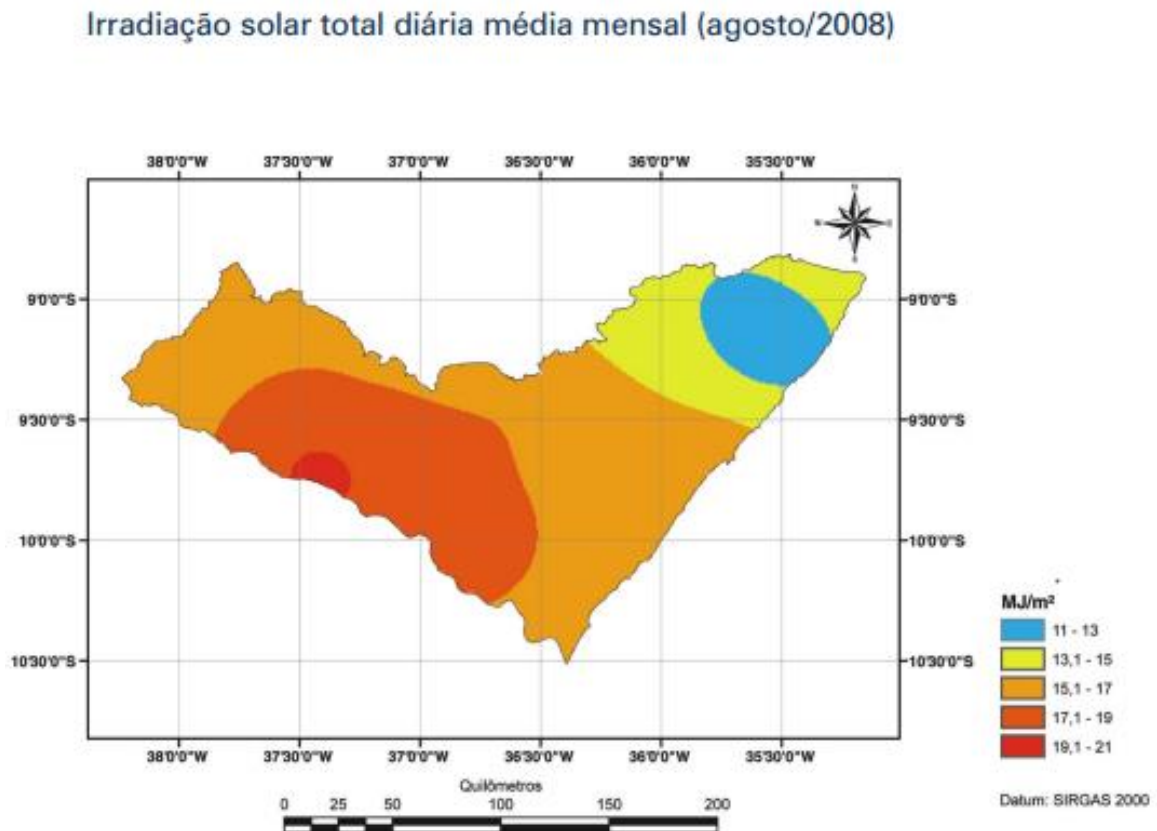 Irradiação solar total diária média mensal (agosto/2008)
38°0'0"W 37°30'0"W 37°0'0"W 36°30'0"W 36°0'0"W 35°30'0"W
N
9°0'0"S 9°0'0"S
9°30'0"S 9°30'0"S
10°0'0"S 10°0'0"S
10°30'0"S 10°30'0"S
38°0'0"W 37°30'0"W 37°0'0"W 36°30'0"W 36°0'0"W 35°30'0"W
MJ/m²
11 - 13
13,1 - 15
15,1 - 17
17,1 - 19
19,1 - 21
Quilômetros
0 25 50 100 150 200
Datum: SIRGAS 2000